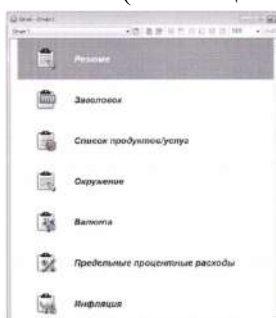 Резюме
Заголовок
Список продуктов/услуг
Окружение
Валюта
Предельные процентные расходы
Инфляция